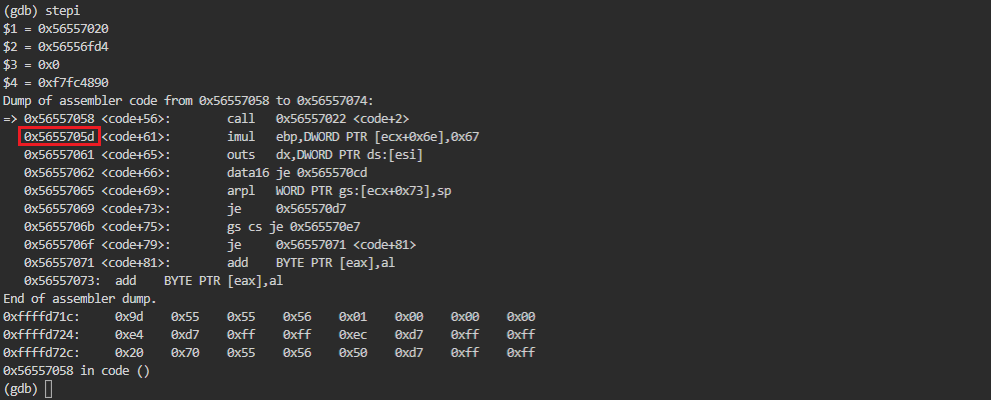 (gdb) stepi
$1 = 0x56557020
$2 = 0x56556fd4
$3 = 0x0
$4 = 0xf7fc4890
Dump of assembler code from 0x56557058 to 0x56557074:
=> 0x56557058 <code+56>:        call   0x56557022 <code+2>
   0x5655705d <code+61>:        imul   ebp,DWORD PTR [ecx+0x6e],0x67
   0x56557061 <code+65>:        outs   dx,DWORD PTR ds:[esi]
   0x56557062 <code+66>:        data16 je 0x565570cd
   0x56557065 <code+69>:        arpl   WORD PTR gs:[ecx+0x73],sp
   0x56557069 <code+73>:        je     0x565570d7
   0x5655706b <code+75>:        gs cs je 0x565570e7
   0x5655706f <code+79>:        je     0x56557071 <code+81>
   0x56557071 <code+81>:        add    BYTE PTR [eax],al
   0x56557073:  add    BYTE PTR [eax],al
End of assembler dump.
0xffffd71c:     0x9d    0x55    0x55    0x56    0x01    0x00    0x00    0x00
0xffffd724:     0xe4    0xd7    0xff    0xff    0xec    0xd7    0xff    0xff
0xffffd72c:     0x20    0x70    0x55    0x56    0x50    0xd7    0xff    0xff
0x56557058 in code ()
(gdb)